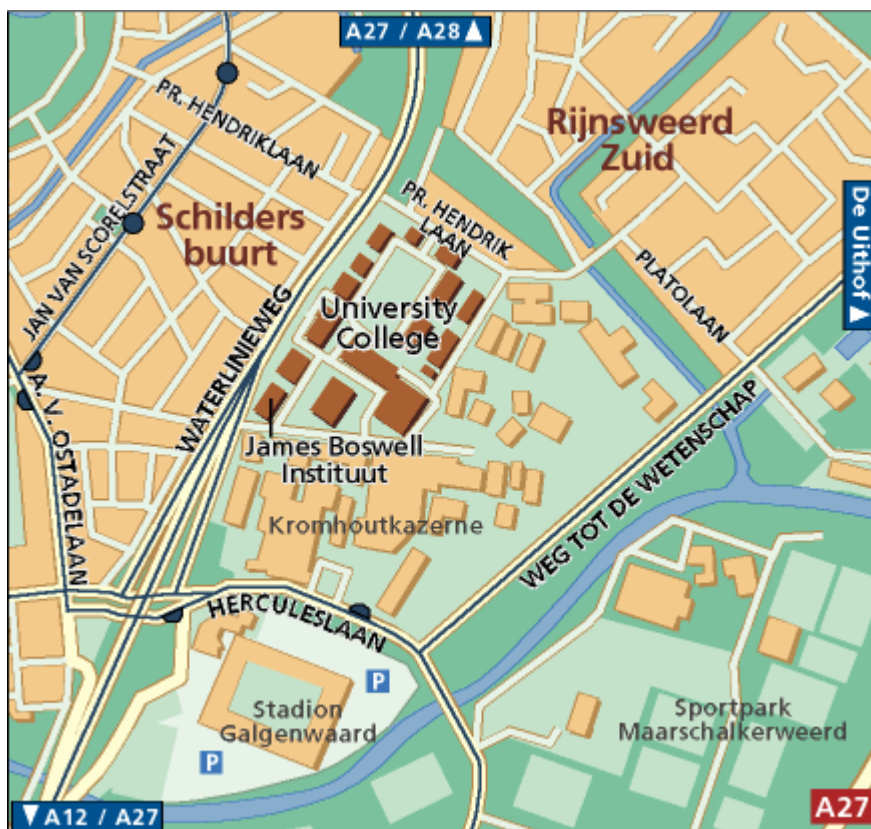 A27 / A28 ▲
PR. HENDRIKLAAN
Rijnsweerd
Zuid
JAN VAN SCORELSTRAAT
Schilders
buurt
PR. HENDRIK
LAAN
De Uithof ▲
PLATOLAAN
University
College
WATERLINIEWEG
A. V. OSTADELAAN
James Boswell
Instituut
WEG TOT DE WETENSCHAP
Kromhoutkazerne
HERCULESLAAN
P
Stadion
Galgenwaard
Sportpark
Maarschalkerweerd
P
▼ A12 / A27
A27